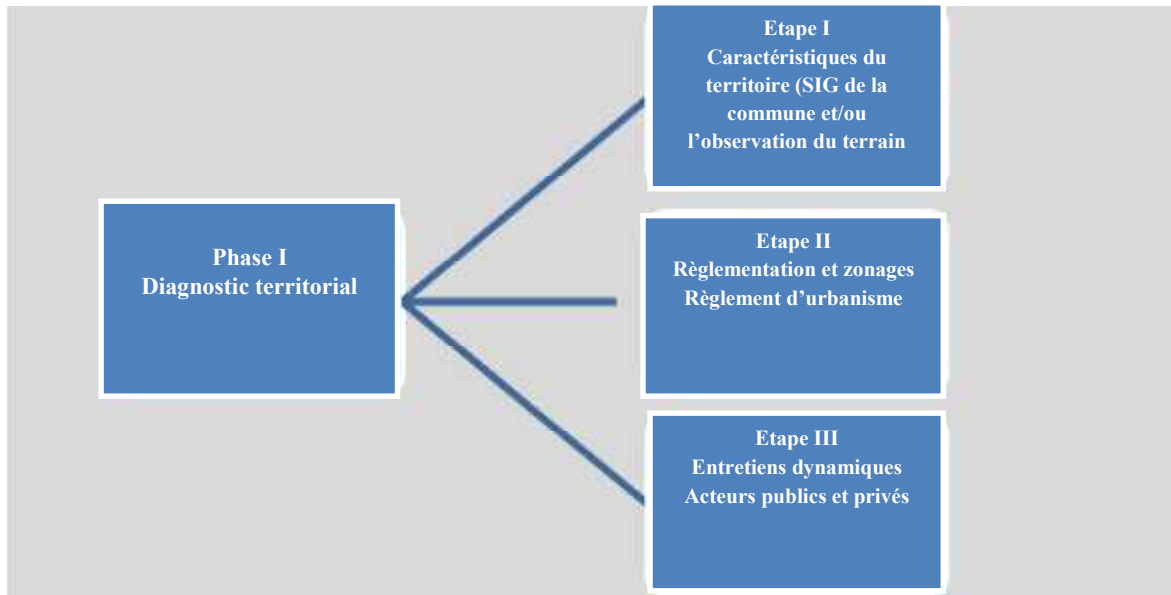 Phase I
Diagnostic territorial
Etape I
Caractéristiques du
territoire (SIG de la
commune et/ou
l’observation du terrain
Etape II
Règlementation et zonages
Règlement d’urbanisme
Etape III
Entretiens dynamiques
Acteurs publics et privés